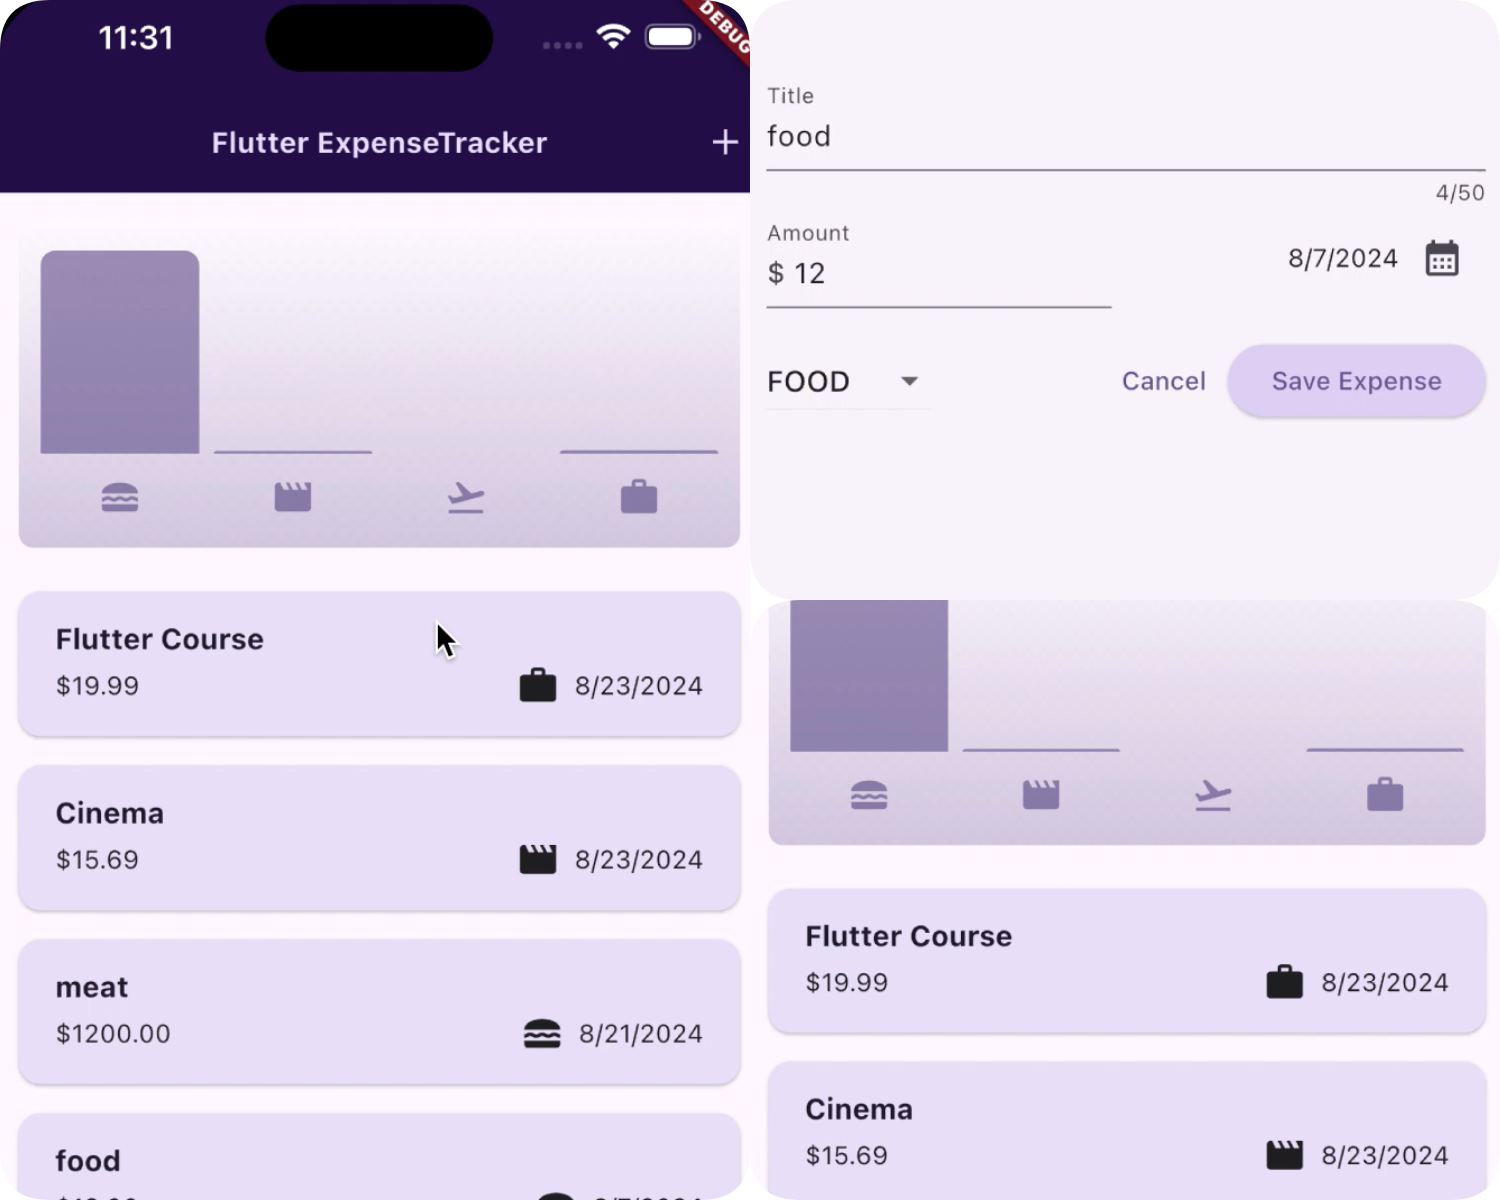 11:31
DEBUG
Flutter ExpenseTracker
Flutter Course
$19.99
8/23/2024
Cinema
$15.69
8/23/2024
meat
$1200.00
8/21/2024
food
Title
food
4/50
Amount
$ 12
8/7/2024
FOOD
Cancel
Save Expense
Flutter Course
$19.99
8/23/2024
Cinema
$15.69
8/23/2024